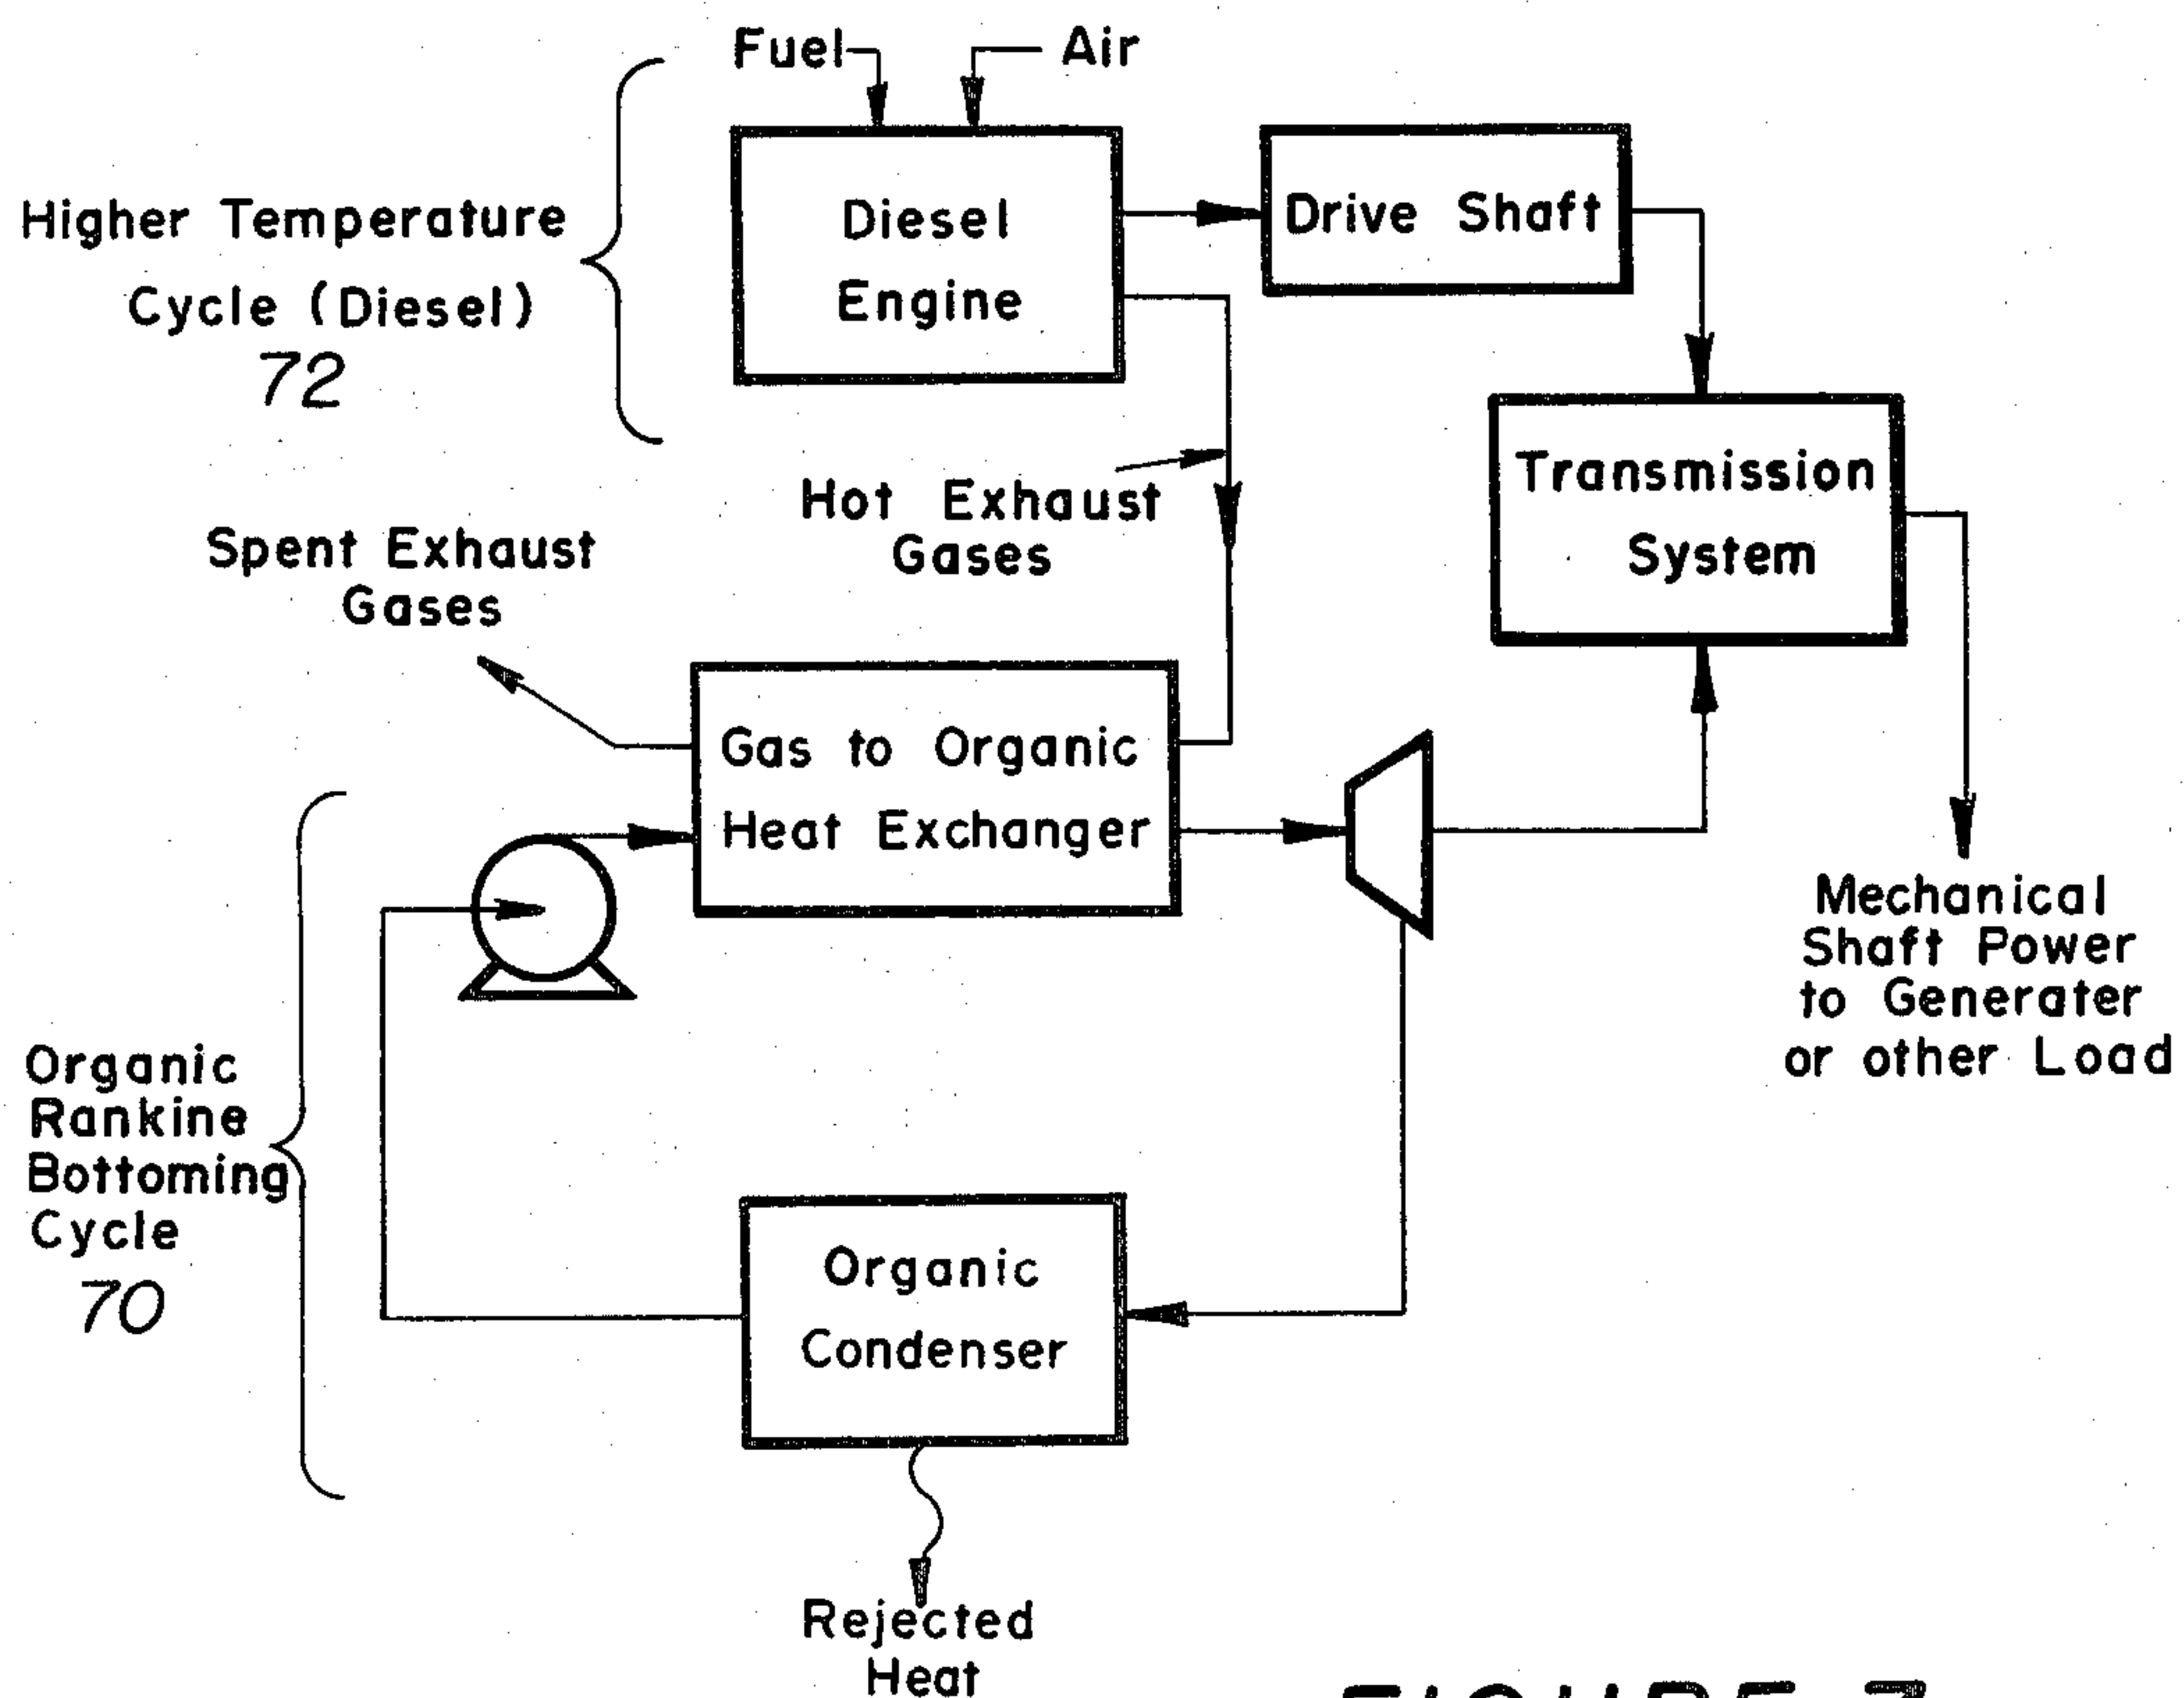 Fuel
Air
Higher Temperature
Cycle (Diesel)
72
Diesel
Engine
Drive Shaft
Hot Exhaust
Gases
Transmission
System
Spent Exhaust
Gases
Gas to Organic
Heat Exchanger
Mechanical
Shaft Power
to Generater
or other Load
Organic
Rankine
Bottoming
Cycle
70
Organic
Condenser
Rejected
Heat